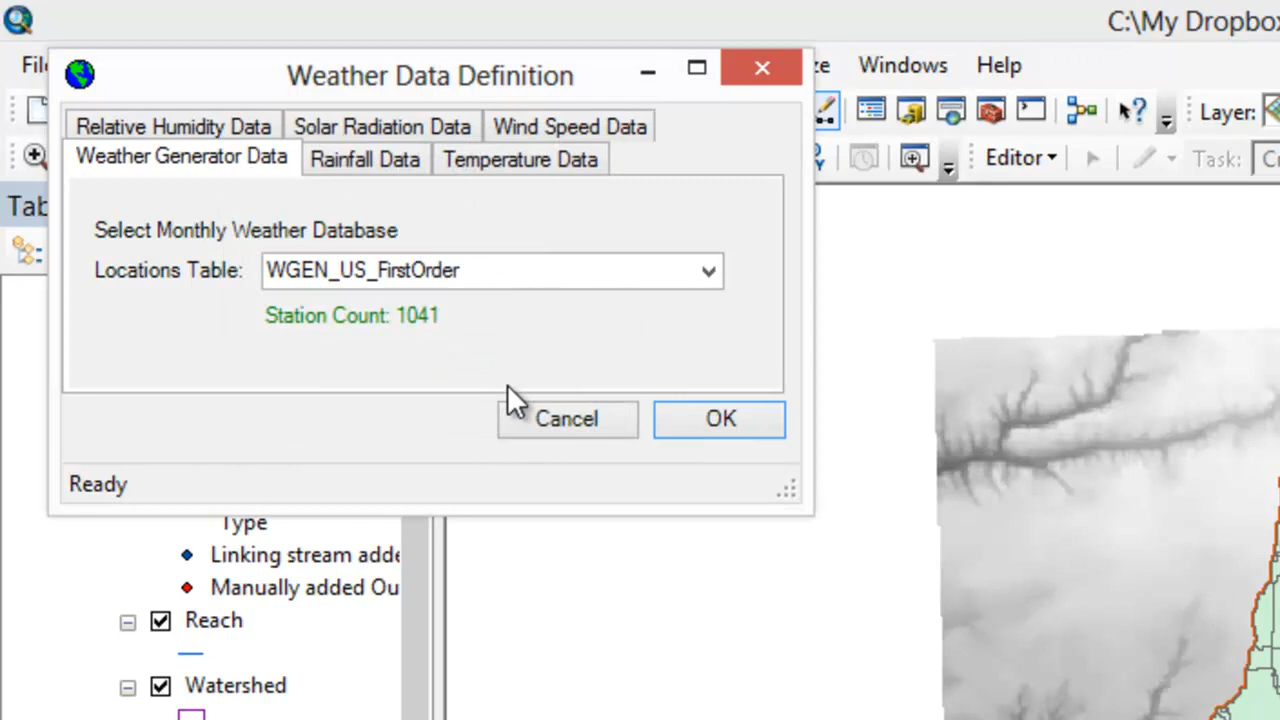 C:\My Dropbox
Weather Data Definition
Windows Help
Relative Humidity Data Solar Radiation Data Wind Speed Data
Layer:
Weather Generator Data Rainfall Data Temperature Data
Editor Task:
Select Monthly Weather Database
Locations Table: WGEN_US_FirstOrder
Station Count: 1041
Cancel OK
Ready
Type
Linking stream adde
Manually added Ou
Reach
Watershed